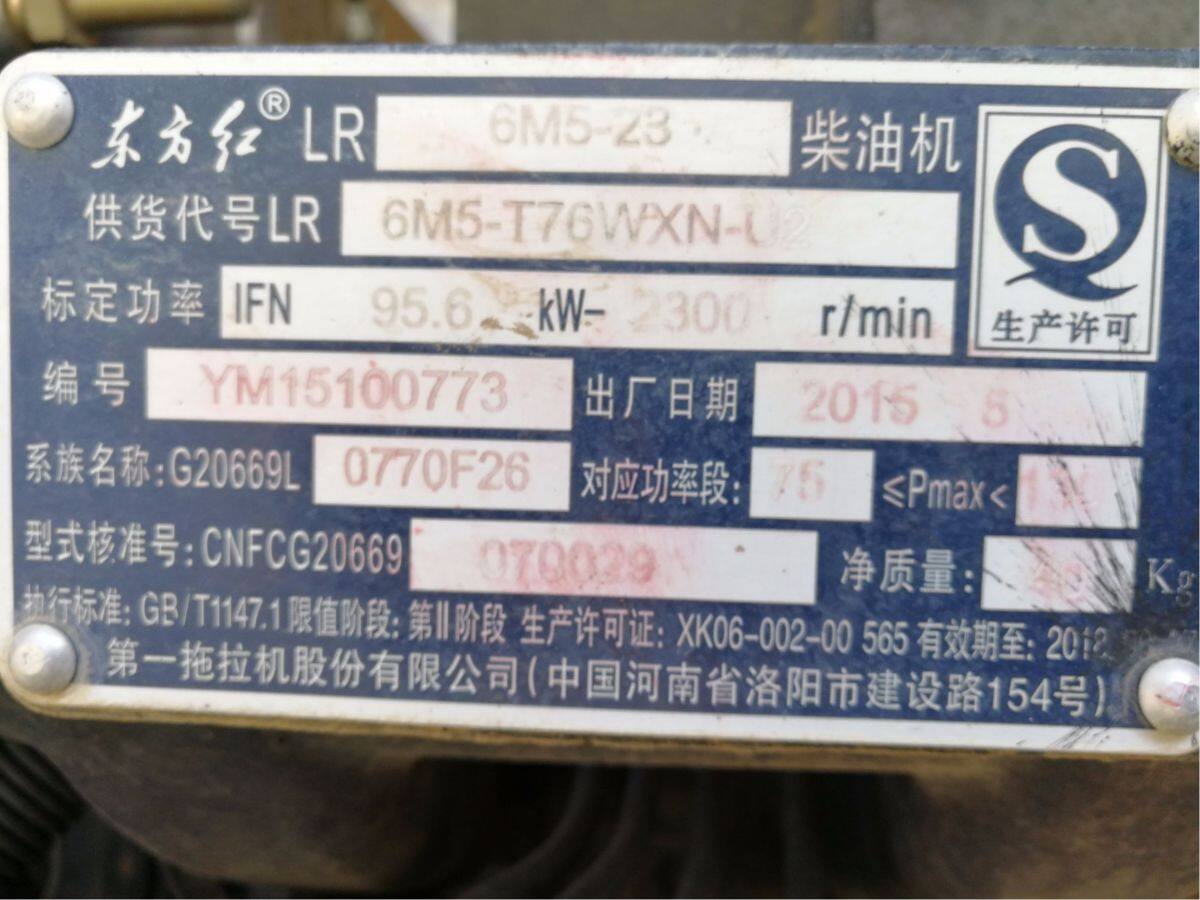 东方红® LR 6M5-23 柴油机
供货代号LR 6M5-T76WXN-U2
标定功率 IFN 95.6 kW- 2300 r/min
S
生产许可
编号 YM15100773 出厂日期 2015 5
系族名称:G20669L 0770F26 对应功率段: 75 ≤Pmax<
型式核准号:CNFCG20669 070029 净质量: Kg
执行标准: GB/T1147.1 限值阶段: 第Ⅱ阶段 生产许可证: XK06-002-00 565 有效期至: 2018
第一拖拉机股份有限公司(中国河南省洛阳市建设路154号)